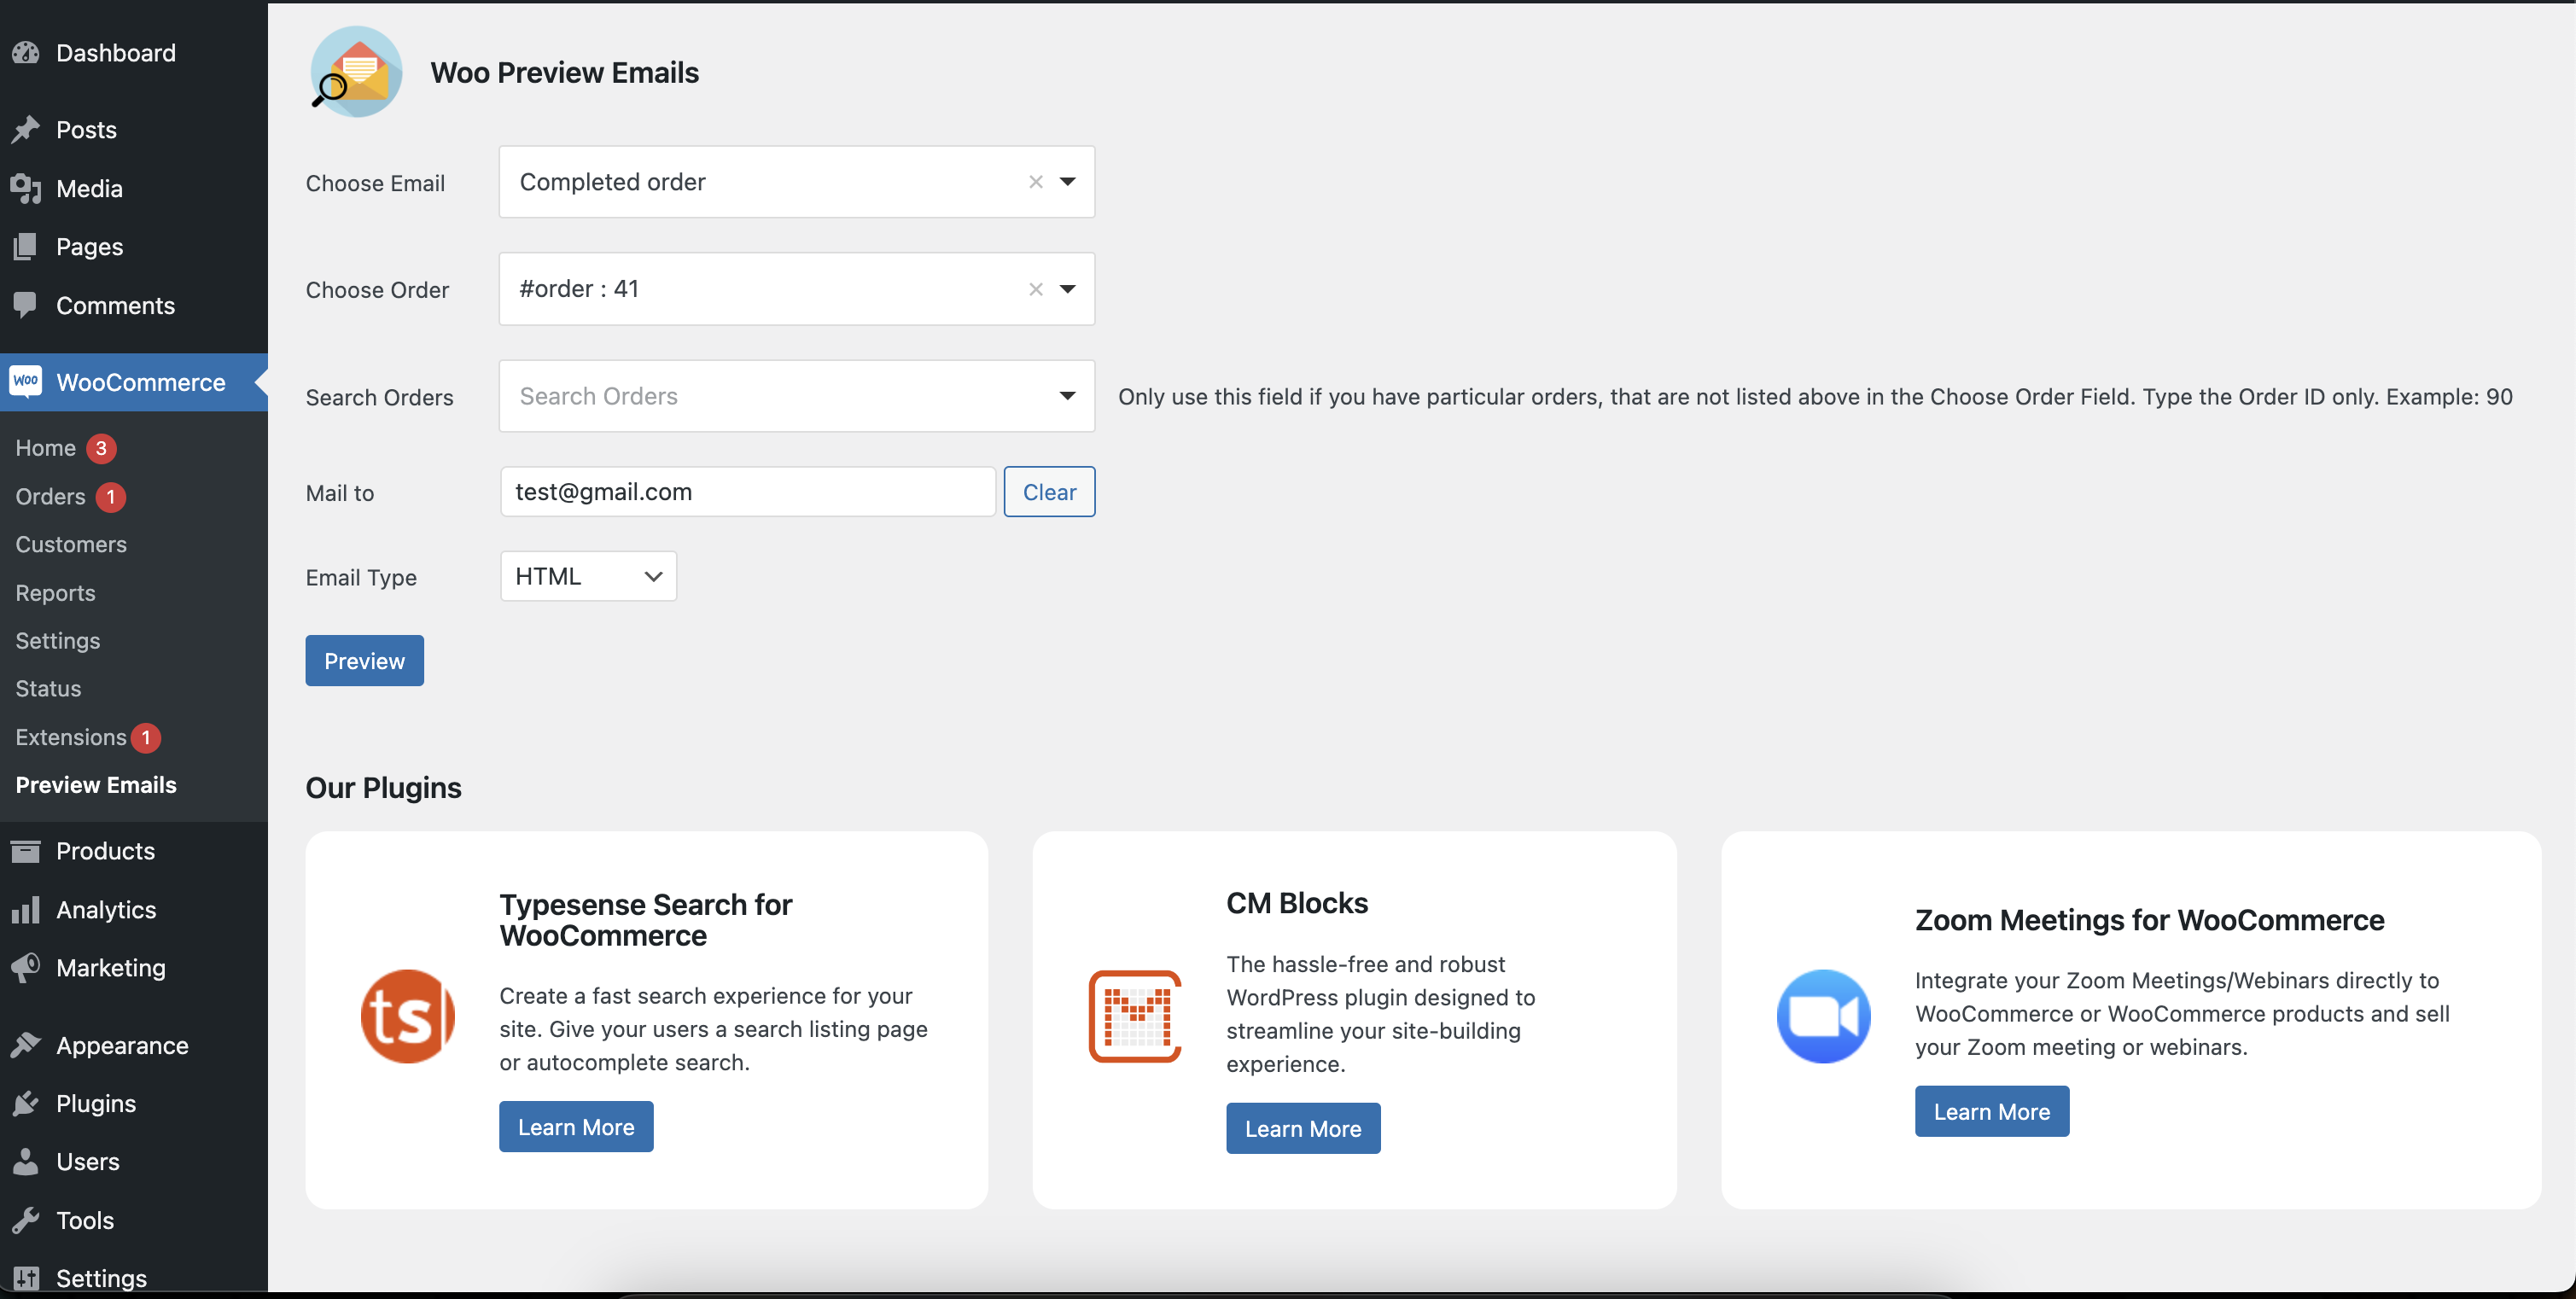 Dashboard
Posts
Media
Pages
Comments
Woo WooCommerce
Home 3
Orders 1
Customers
Reports
Settings
Status
Extensions 1
Preview Emails
Products
Analytics
Marketing
Appearance
Plugins
Users
Tools
Settings
Woo Preview Emails
Choose Email Completed order ×
Choose Order #order : 41 ×
Search Orders Search Orders Only use this field if you have particular orders, that are not listed above in the Choose Order Field. Type the Order ID only. Example: 90
Mail to test@gmail.com Clear
Email Type HTML
Preview
Our Plugins
ts
Typesense Search for
WooCommerce
Create a fast search experience for your
site. Give your users a search listing page
or autocomplete search.
Learn More
CM Blocks
The hassle-free and robust
WordPress plugin designed to
streamline your site-building
experience.
Learn More
Zoom Meetings for WooCommerce
Integrate your Zoom Meetings/Webinars directly to
WooCommerce or WooCommerce products and sell
your Zoom meeting or webinars.
Learn More